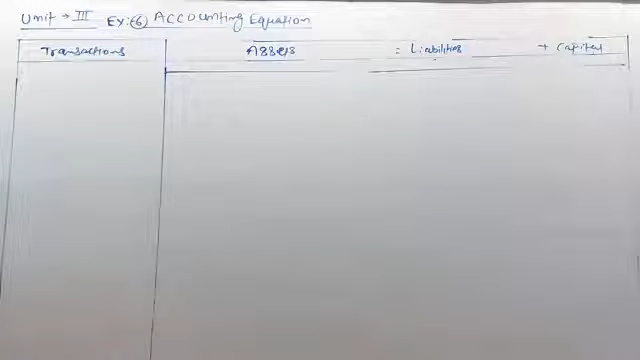 Unit → III Ex:(6) Accounting Equation
Transactions Assets = Liabilities + Capital